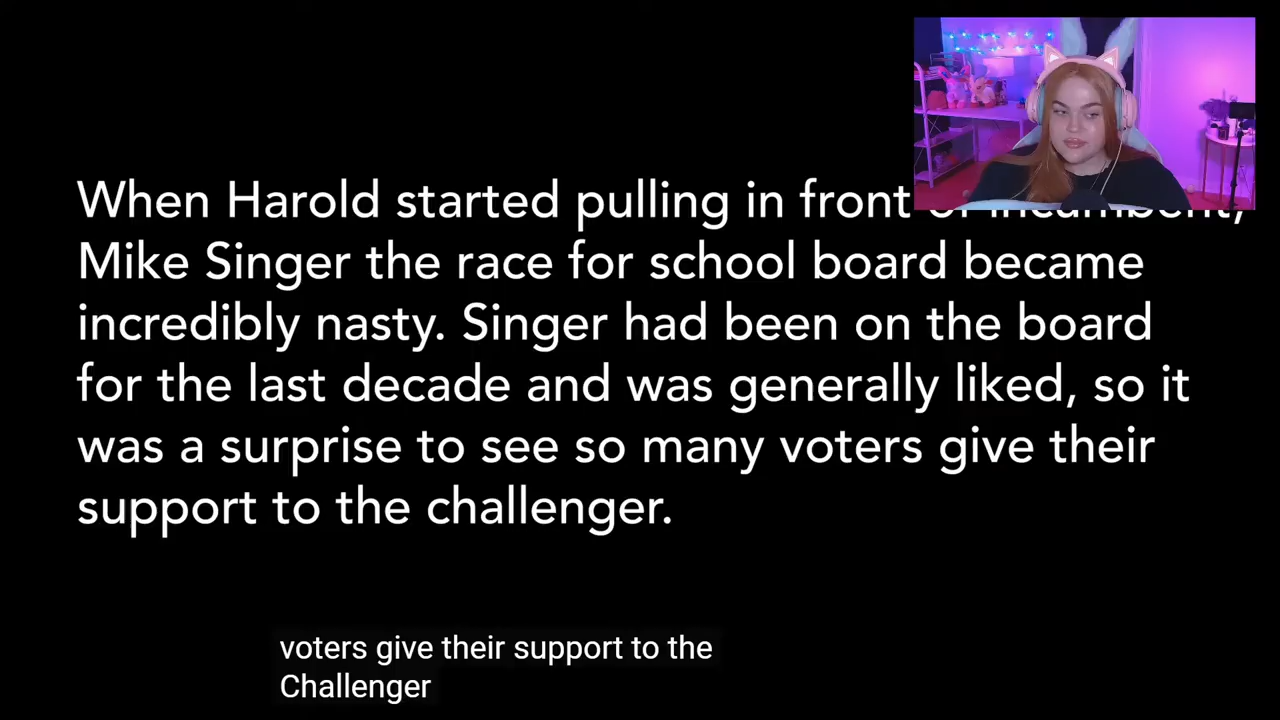 When Harold started pulling in front
Mike Singer the race for school board became
incredibly nasty. Singer had been on the board
for the last decade and was generally liked, so it
was a surprise to see so many voters give their
support to the challenger.
voters give their support to the
Challenger